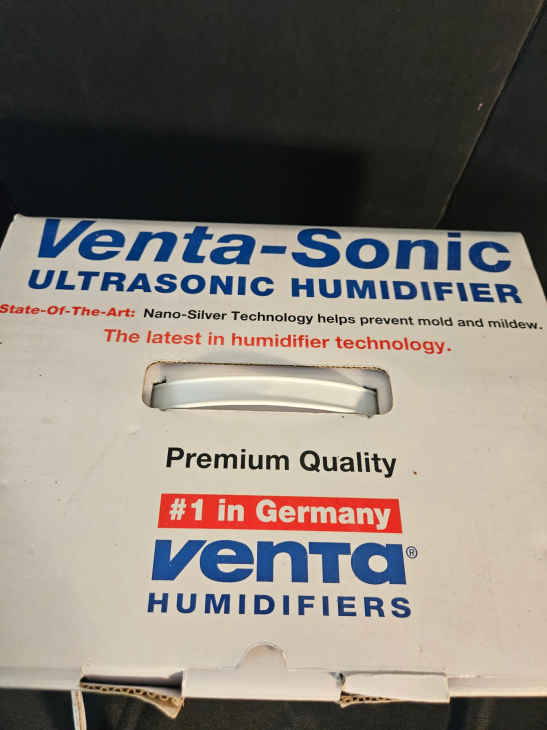 Venta-Sonic
ULTRASONIC HUMIDIFIER
State-Of-The-Art: Nano-Silver Technology helps prevent mold and mildew.
The latest in humidifier technology.
Premium Quality
#1 in Germany
venta®
HUMIDIFIERS